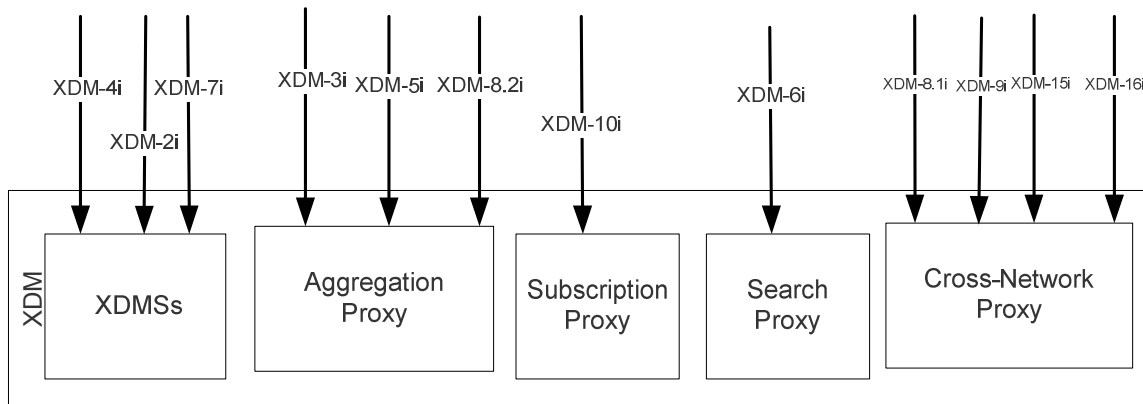 XDM-4i
XDM-2i
XDM-7i
XDM-3i
XDM-5i
XDM-8.2i
XDM-10i
XDM-6i
XDM-8.1i
XDM-9i
XDM-15i
XDM-16i
XDM
XDMSs
Aggregation
Proxy
Subscription
Proxy
Search
Proxy
Cross-Network
Proxy